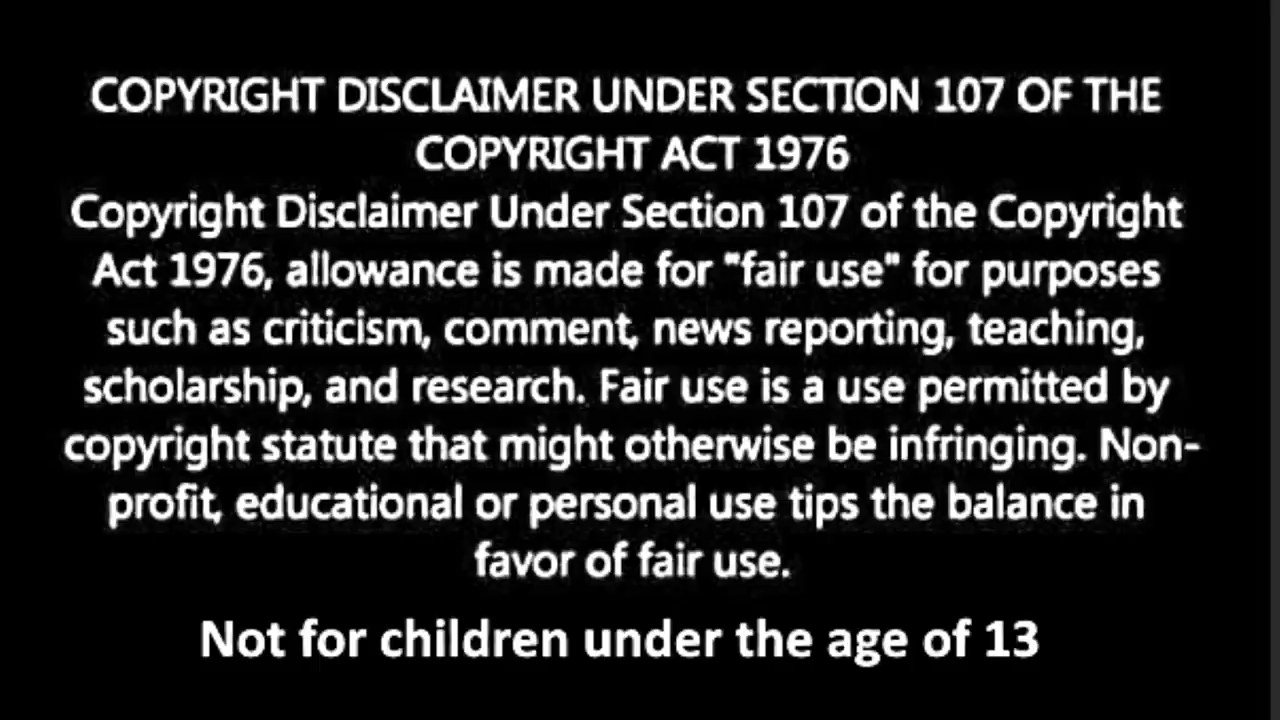 COPYRIGHT DISCLAIMER UNDER SECTION 107 OF THE
COPYRIGHT ACT 1976
Copyright Disclaimer Under Section 107 of the Copyright
Act 1976, allowance is made for "fair use" for purposes
such as criticism, comment, news reporting, teaching,
scholarship, and research. Fair use is a use permitted by
copyright statute that might otherwise be infringing. Non-
profit, educational or personal use tips the balance in
favor of fair use.
Not for children under the age of 13